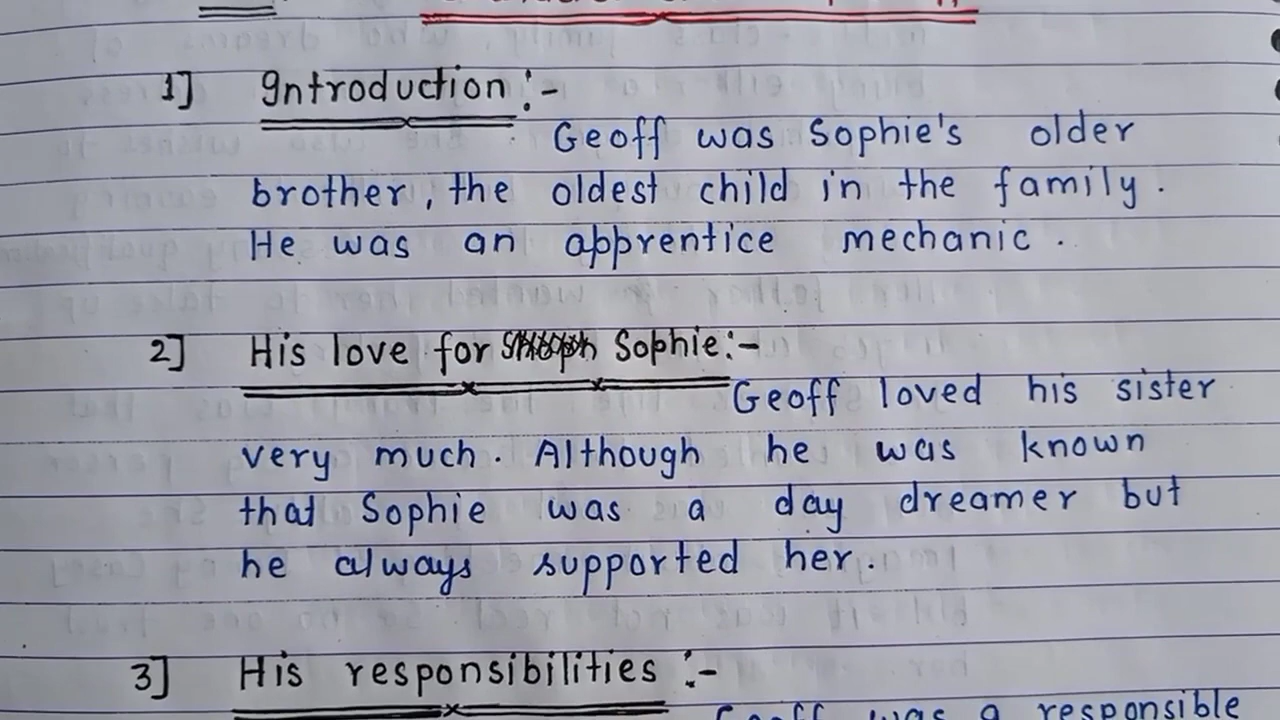 1] Introduction :-
Geoff was Sophie's older
brother, the oldest child in the family.
He was an apprentice mechanic.
2] His love for Sophie:-
Geoff loved his sister
very much. Although he was known
that Sophie was a day dreamer but
he always supported her.
3] His responsibilities :-
Geoff was a responsible